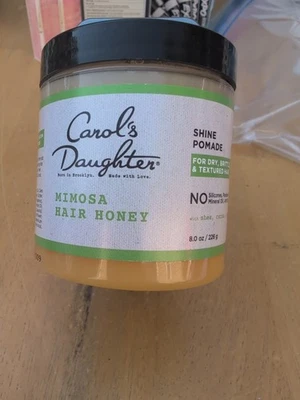 Carol's
Daughter®
Born in Brooklyn. Made with love.
MIMOSA
HAIR HONEY
SHINE
POMADE
FOR DRY,
& TEXTURED
NO
8.0 oz / 226 g